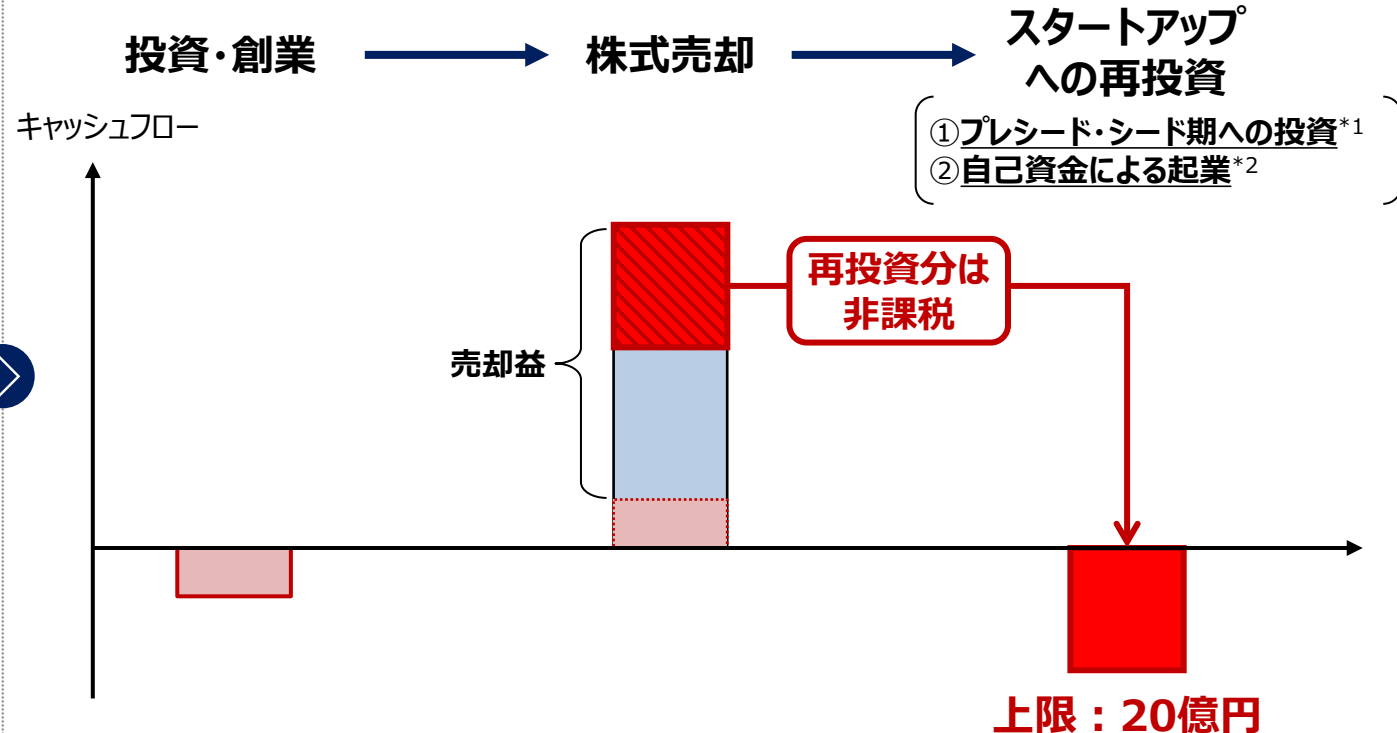 投資･創業
株式売却
スタートアップ
への再投資
①プレシード･シード期への投資*1
②自己資金による起業*2
キャッシュフロー
再投資分は
非課税
売却益
上限：20億円